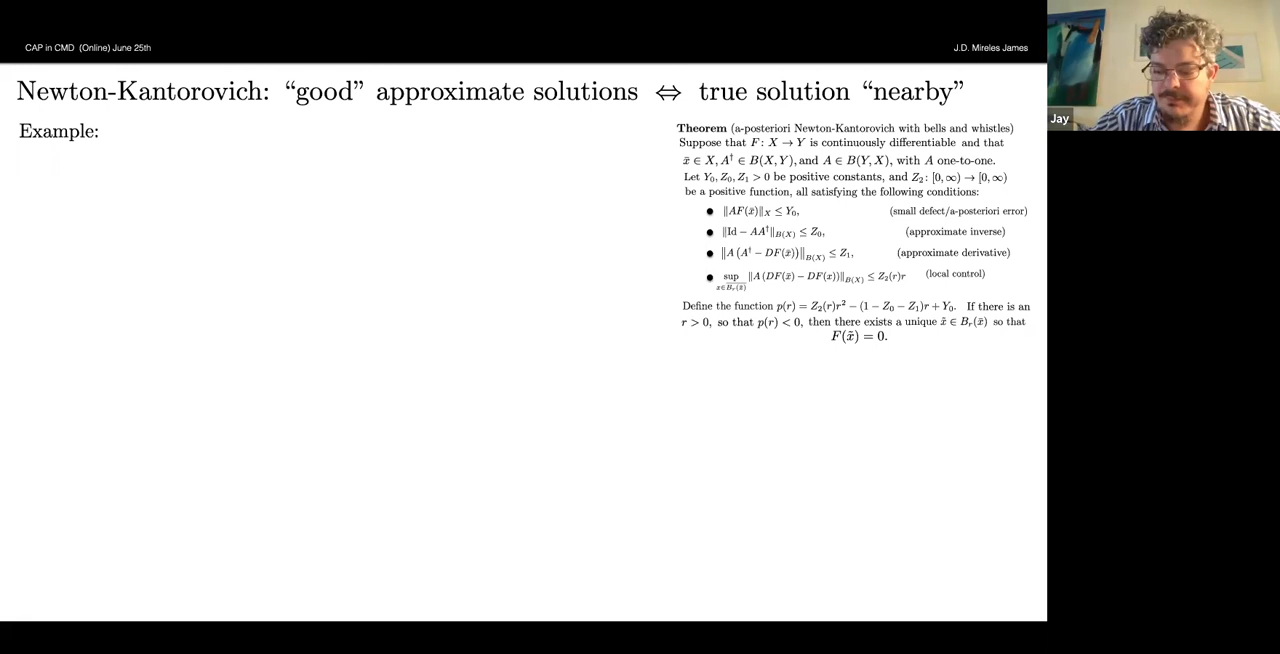 CAP in CMD (Online) June 25th
J.D. Mireles James
Newton-Kantorovich: “good” approximate solutions ⇔ true solution “nearby”
Example:
Theorem (a-posteriori Newton-Kantorovich with bells and whistles)
Suppose that F: X → Y is continuously differentiable and that
x̄ ∈ X, A† ∈ B(X, Y), and A ∈ B(Y, X), with A one-to-one.
Let Y₀, Z₀, Z₁ > 0 be positive constants, and Z₂: [0, ∞) → [0, ∞)
be a positive function, all satisfying the following conditions:
● ‖AF(x̄)‖_X ≤ Y₀, (small defect/a-posteriori error)
● ‖Id − AA†‖_{B(X)} ≤ Z₀, (approximate inverse)
● ‖A (A† − DF(x̄))‖_{B(X)} ≤ Z₁, (approximate derivative)
● sup_{x∈\overline{B_r(x̄)}} ‖A (DF(x̄) − DF(x))‖_{B(X)} ≤ Z₂(r)r (local control)
Define the function p(r) = Z₂(r)r² − (1 − Z₀ − Z₁)r + Y₀. If there is an
r > 0, so that p(r) < 0, then there exists a unique x̃ ∈ B_r(x̄) so that
F(x̃) = 0.
Jay